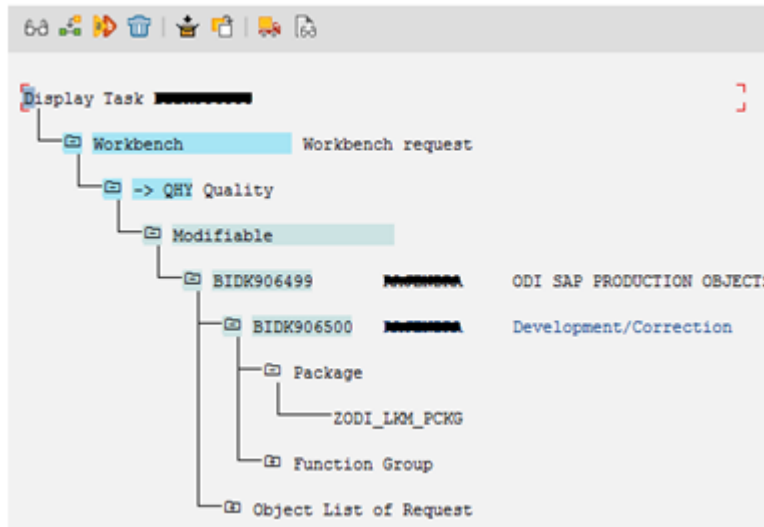 Display Task
Workbench Workbench request
-> QHY Quality
Modifiable
BIDK906499 ODI SAP PRODUCTION OBJECTS
BIDK906500 Development/Correction
Package
ZODI_LKM_PCKG
Function Group
Object List of Request